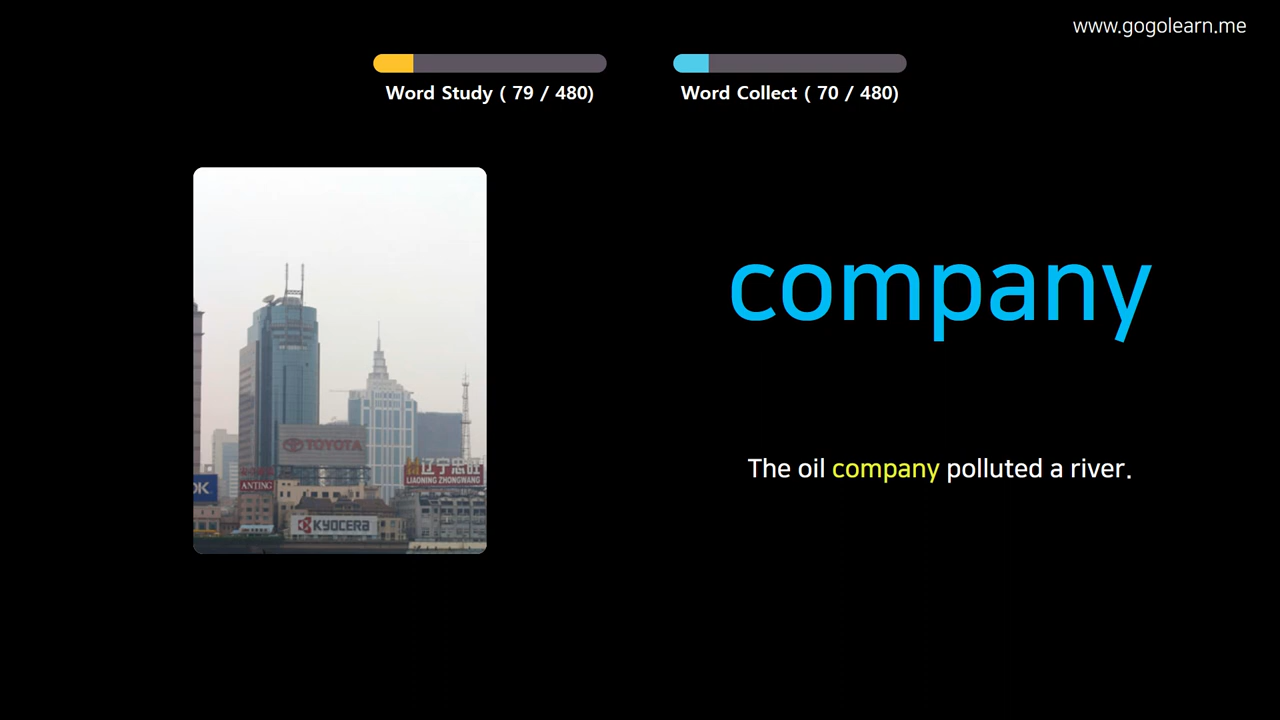 www.gogolearn.me
Word Study ( 79 / 480)
Word Collect ( 70 / 480)
company
TOYOTA
辽宁忠旺
LIAONING ZHONGWANG
OK
ANTING
KYOCERA
The oil company polluted a river.